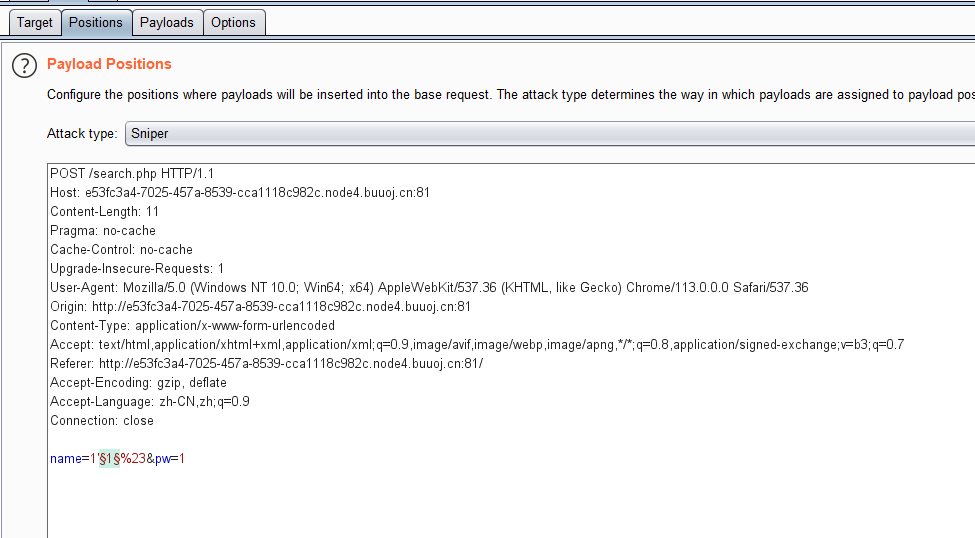 Target Positions Payloads Options
? Payload Positions
Configure the positions where payloads will be inserted into the base request. The attack type determines the way in which payloads are assigned to payload pos
Attack type: Sniper
POST /search.php HTTP/1.1
Host: e53fc3a4-7025-457a-8539-cca1118c982c.node4.buuoj.cn:81
Content-Length: 11
Pragma: no-cache
Cache-Control: no-cache
Upgrade-Insecure-Requests: 1
User-Agent: Mozilla/5.0 (Windows NT 10.0; Win64; x64) AppleWebKit/537.36 (KHTML, like Gecko) Chrome/113.0.0.0 Safari/537.36
Origin: http://e53fc3a4-7025-457a-8539-cca1118c982c.node4.buuoj.cn:81
Content-Type: application/x-www-form-urlencoded
Accept: text/html,application/xhtml+xml,application/xml;q=0.9,image/avif,image/webp,image/apng,*/*;q=0.8,application/signed-exchange;v=b3;q=0.7
Referer: http://e53fc3a4-7025-457a-8539-cca1118c982c.node4.buuoj.cn:81/
Accept-Encoding: gzip, deflate
Accept-Language: zh-CN,zh;q=0.9
Connection: close
name=1'§1§%23&pw=1